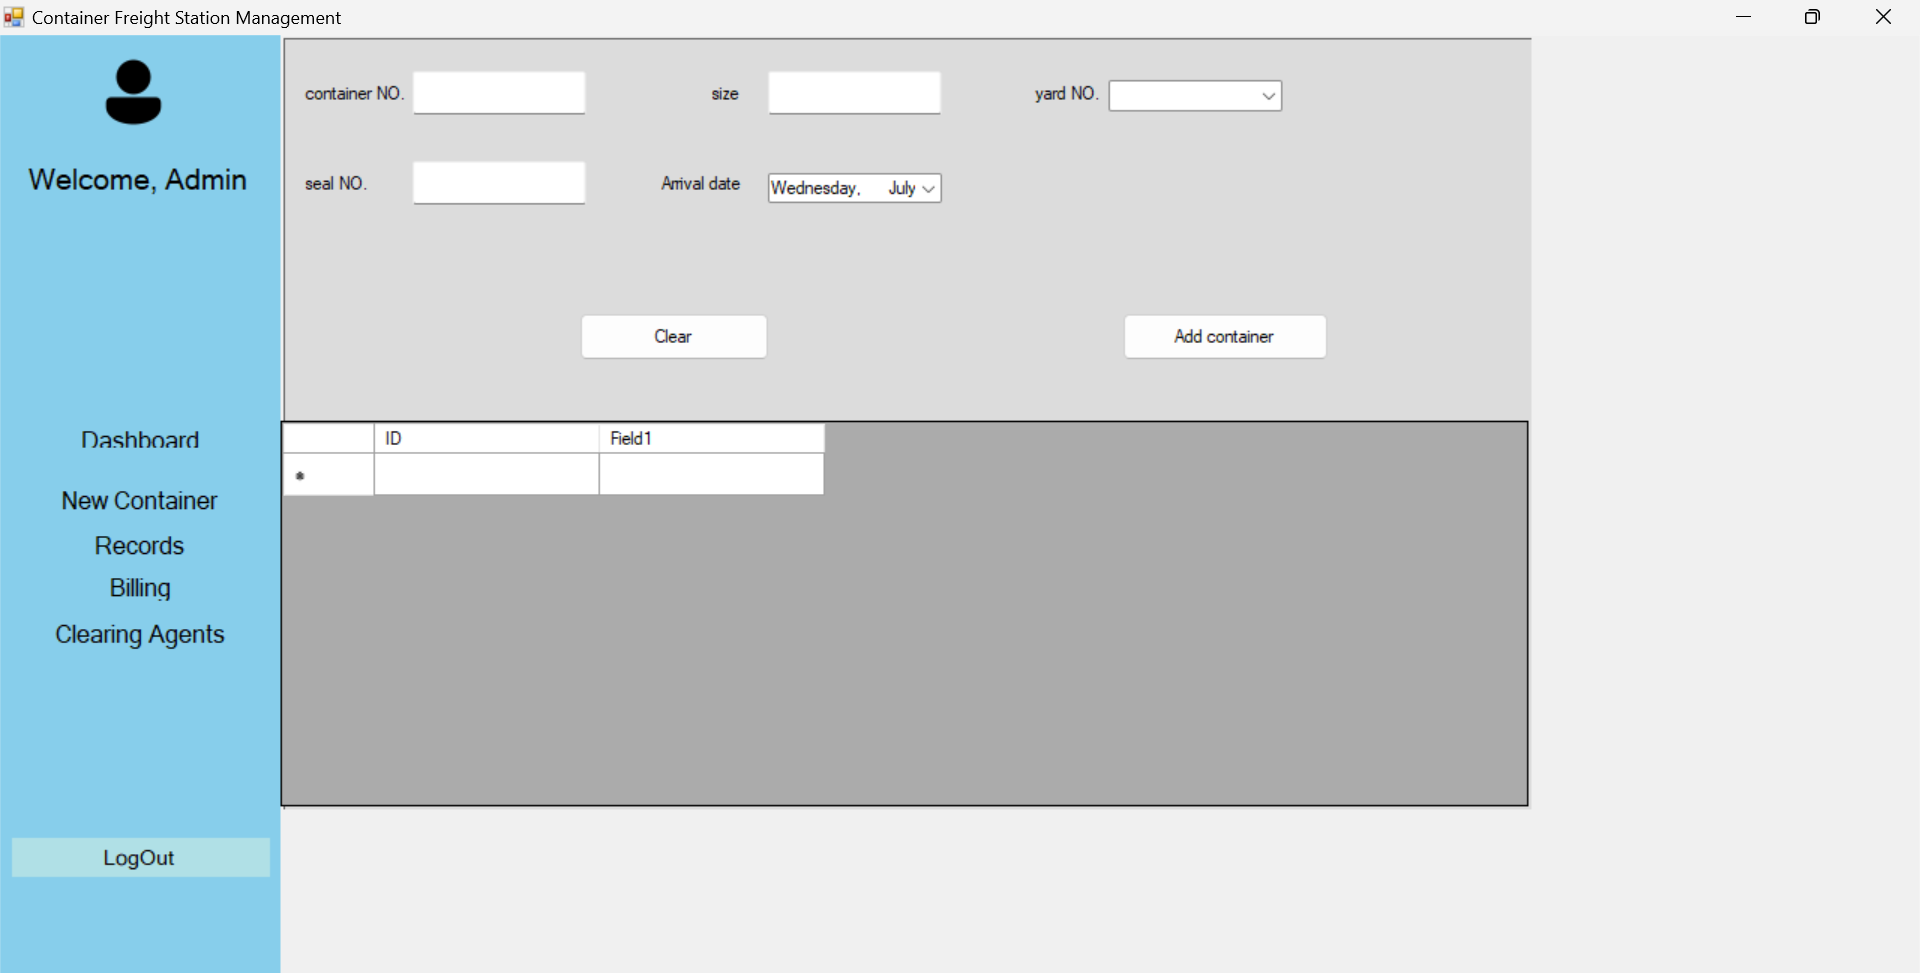 Container Freight Station Management
Welcome, Admin
Dashboard
New Container
Records
Billing
Clearing Agents
LogOut
container NO.
size
yard NO.
seal NO.
Arrival date
Wednesday, July
Clear
Add container
ID Field1
*